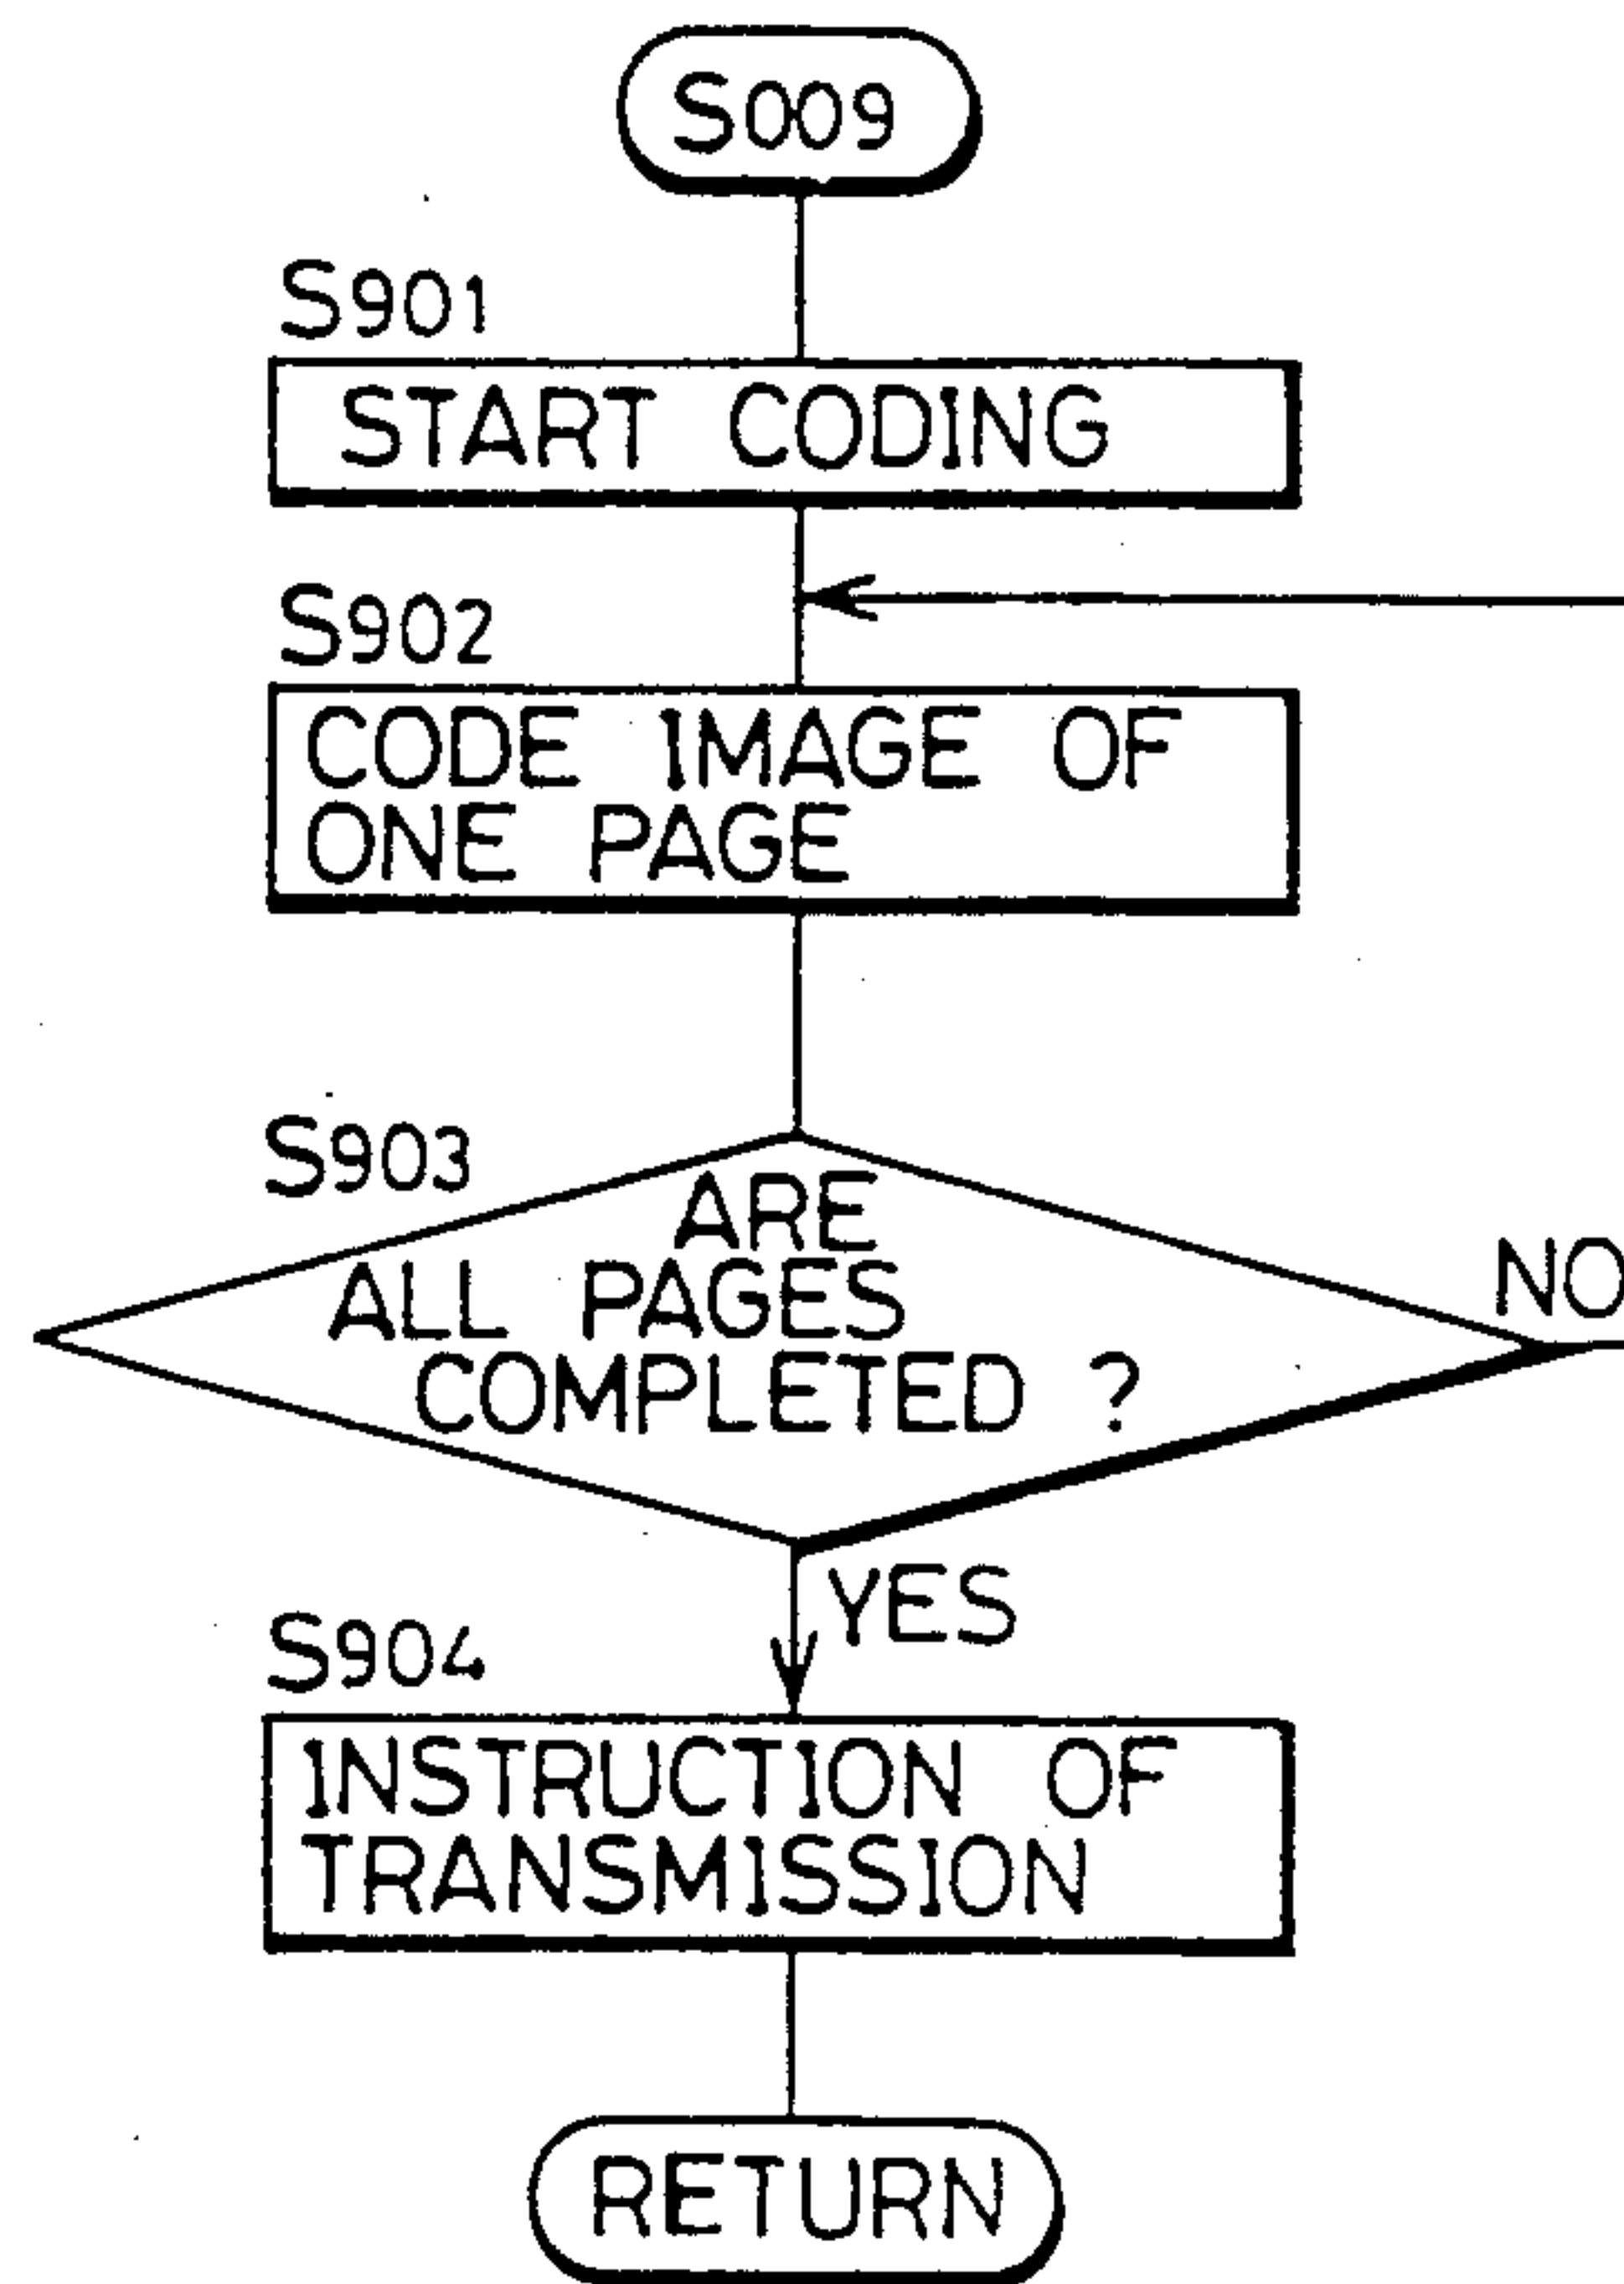 S009
S901
START CODING
S902
CODE IMAGE OF
ONE PAGE
S903
ARE
ALL PAGES
COMPLETED ?
NO
YES
S904
INSTRUCTION OF
TRANSMISSION
RETURN